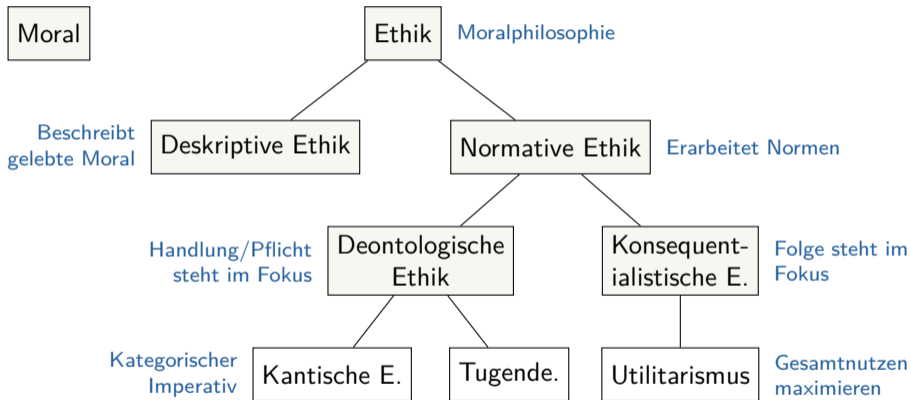 Moral
Ethik
Moralphilosophie
Beschreibt
gelebte Moral
Deskriptive Ethik
Normative Ethik
Erarbeitet Normen
Handlung/Pflicht
steht im Fokus
Deontologische
Ethik
Konsequent-
ialistische E.
Folge steht im
Fokus
Kategorischer
Imperativ
Kantische E.
Tugende.
Utilitarismus
Gesamtnutzen
maximieren